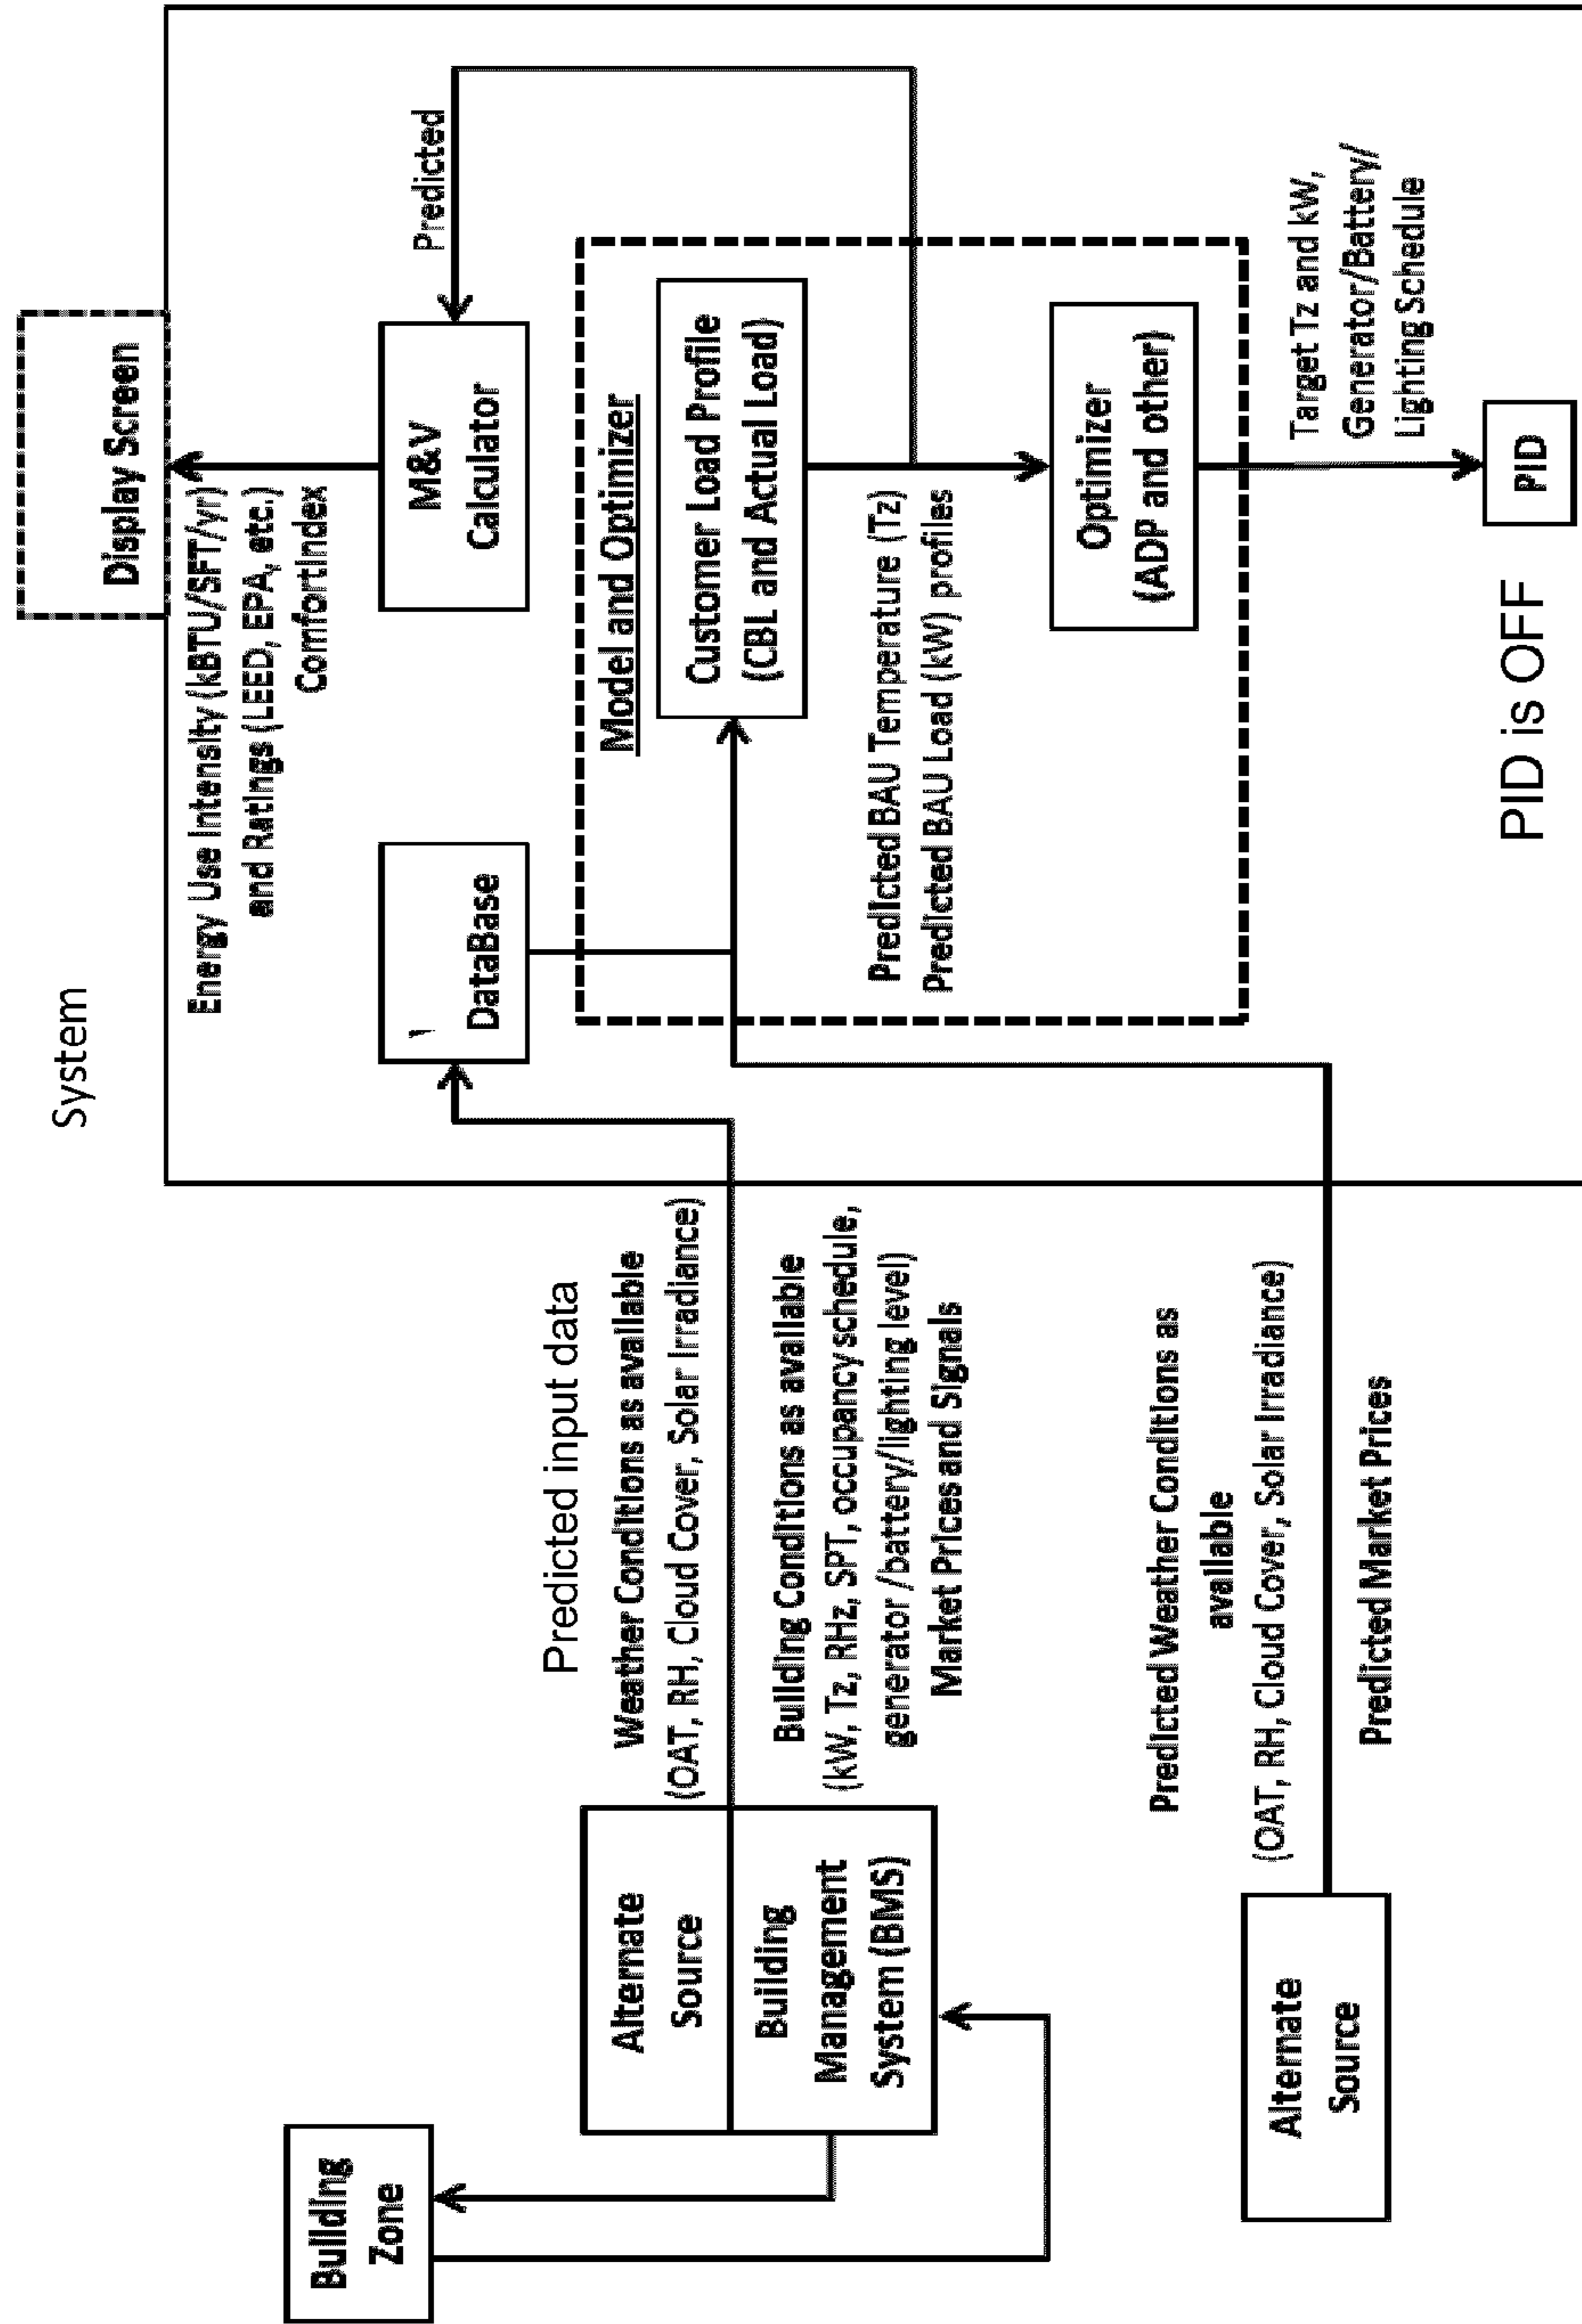 System
Display Screen
Energy Use Intensity (kBTU/SFT/yr)
and Ratings (LEED, EPA, etc.)
ComfortIndex
Building
Zone
DataBase
M&V
Calculator
Predicted
Predicted input data
Weather Conditions as available
(OAT, RH, Cloud Cover, Solar Irradiance)
Alternate
Source
Building
Management
System (BMS)
Building Conditions as available
(kW, Tz, RHz, SPT, occupancy schedule,
generator/battery/lighting level)
Market Prices and Signals
Model and Optimizer
Customer Load Profile
(CBL and Actual Load)
Predicted BAU Temperature (Tz)
Predicted BAU Load (kW) profiles
Optimizer
(ADP and other)
Predicted Weather Conditions as
available
(OAT, RH, Cloud Cover, Solar Irradiance)
Alternate
Source
Predicted Market Prices
Target Tz and kW,
Generator/Battery/
Lighting Schedule
PID is OFF
PID